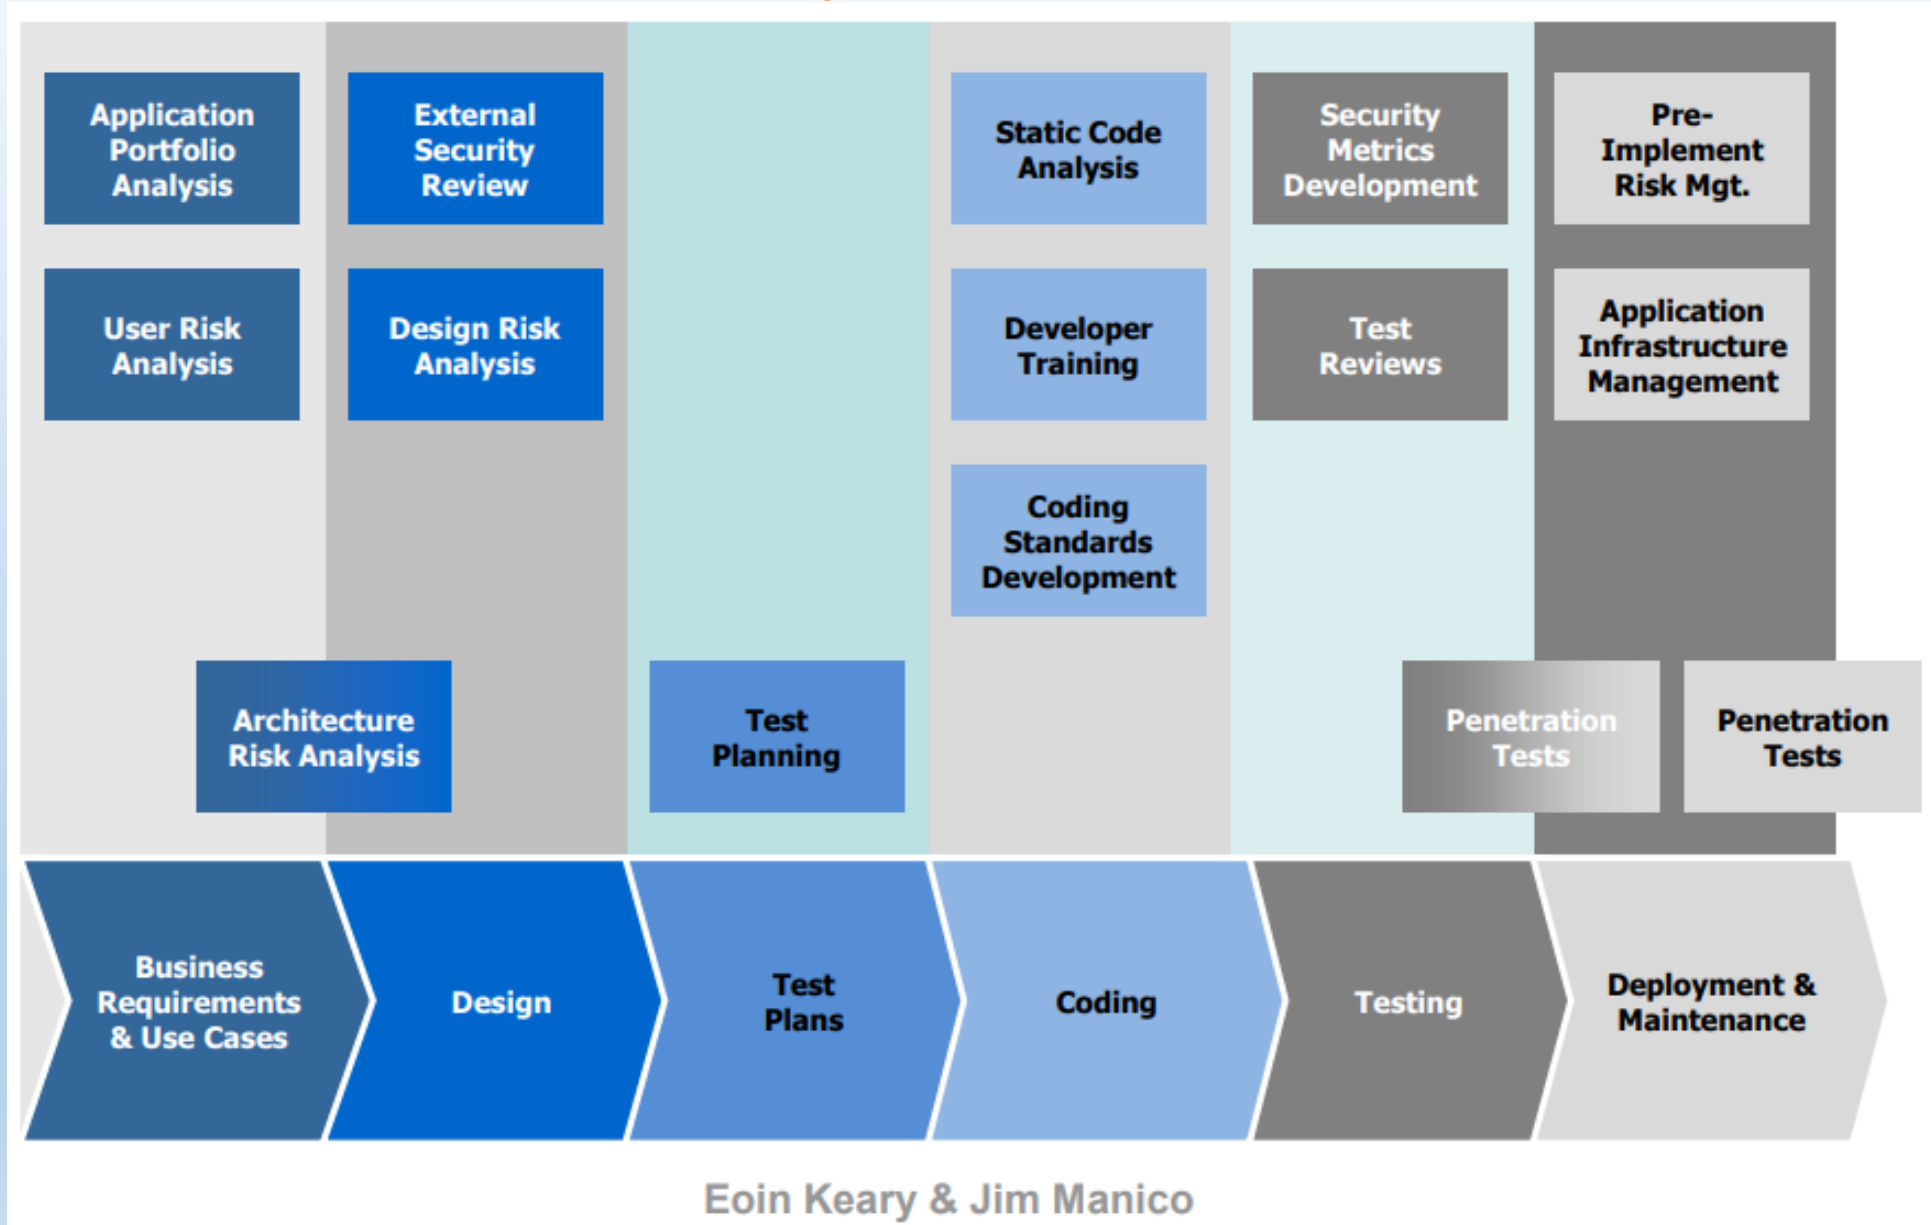 Application
Portfolio
Analysis
External
Security
Review
Static Code
Analysis
Security
Metrics
Development
Pre-
Implement
Risk Mgt.
User Risk
Analysis
Design Risk
Analysis
Developer
Training
Test
Reviews
Application
Infrastructure
Management
Coding
Standards
Development
Architecture
Risk Analysis
Test
Planning
Penetration
Tests
Penetration
Tests
Business
Requirements
& Use Cases
Design
Test
Plans
Coding
Testing
Deployment &
Maintenance
Eoin Keary & Jim Manico